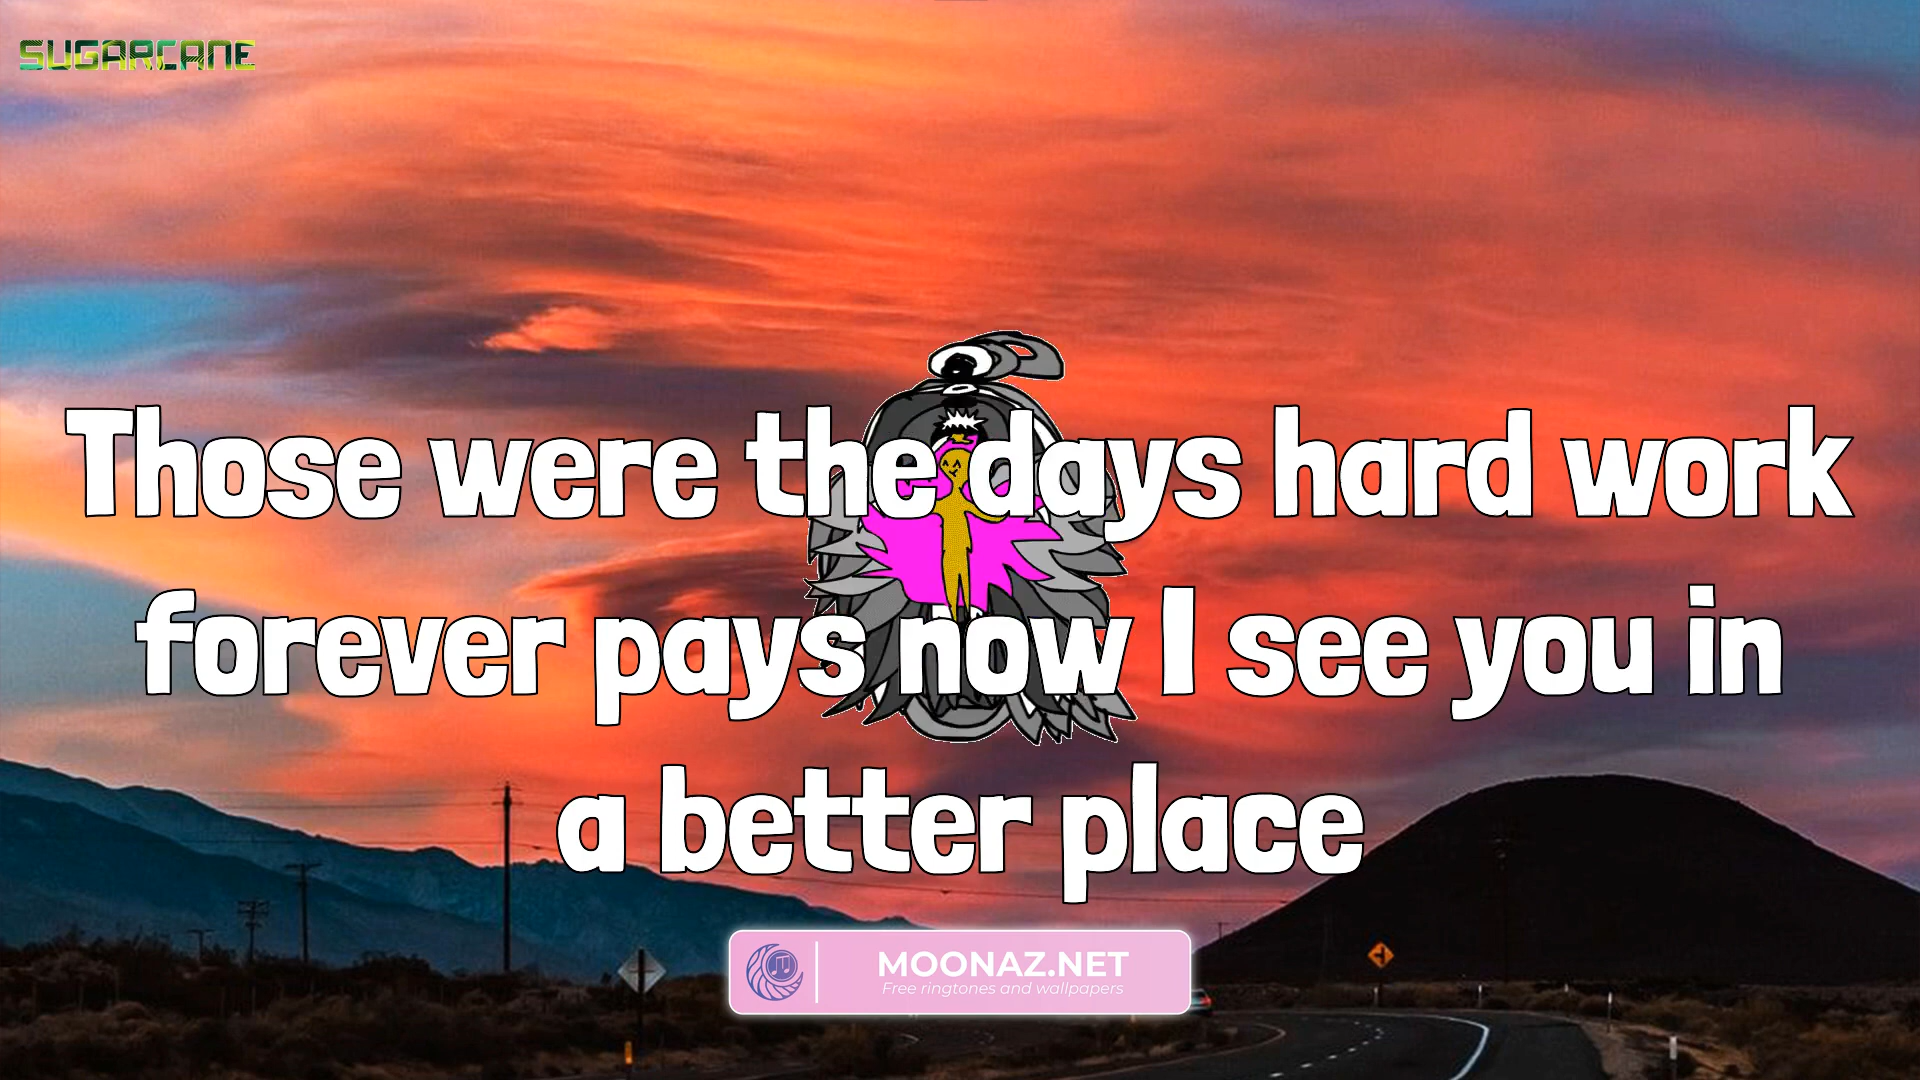 SUGARCANE
Those were the days hard work
forever pays now I see you in
a better place
MOONAZ.NET
Free ringtones and wallpapers